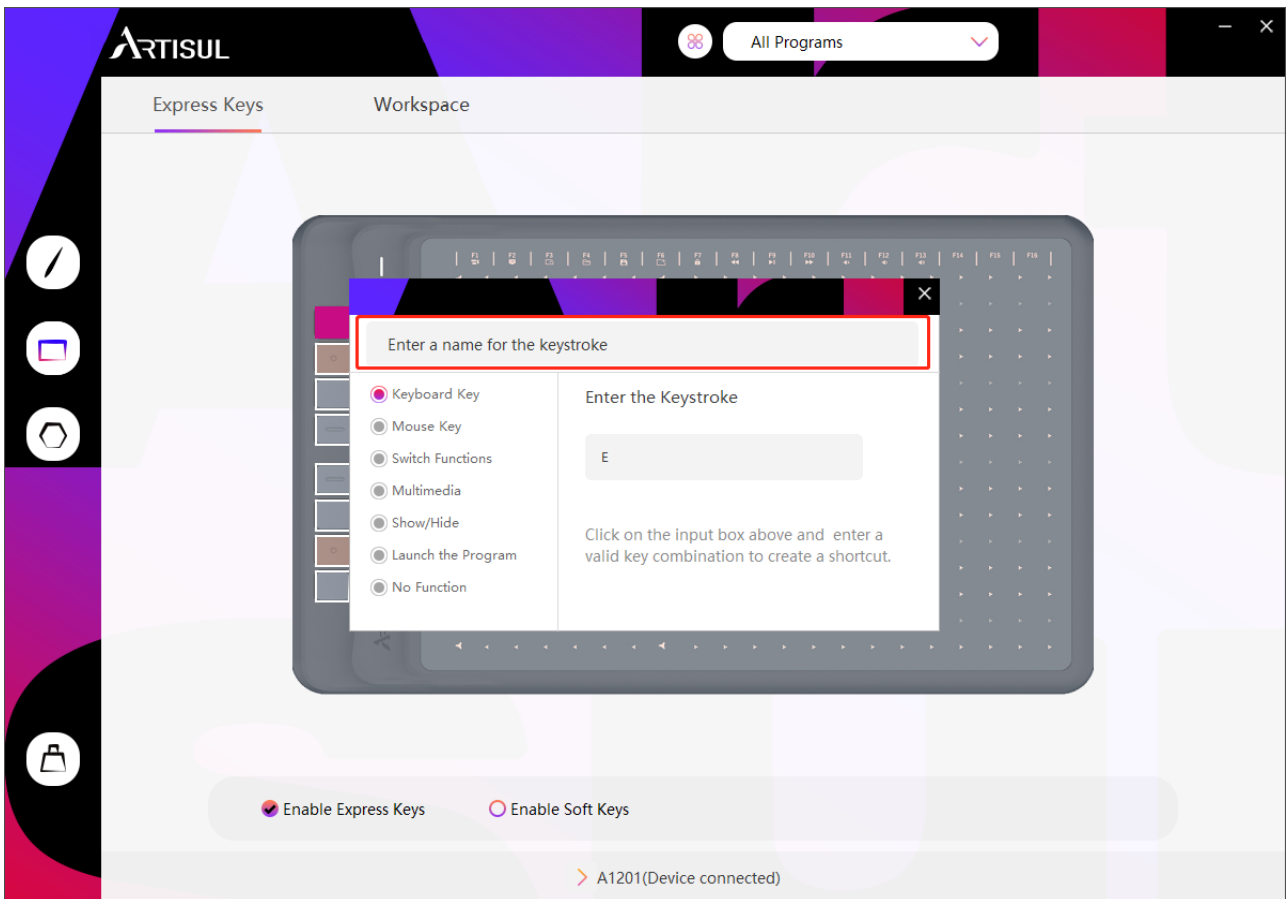 ARTISUL
All Programs
Express Keys
Workspace
F1 F2 F3 F4 F5 F6 F7 F8 F9 F10 F11 F12 F13 F14 F15 F16
Enter a name for the keystroke
Keyboard Key
Mouse Key
Switch Functions
Multimedia
Show/Hide
Launch the Program
No Function
Enter the Keystroke
E
Click on the input box above and enter a
valid key combination to create a shortcut.
Enable Express Keys
Enable Soft Keys
A1201(Device connected)